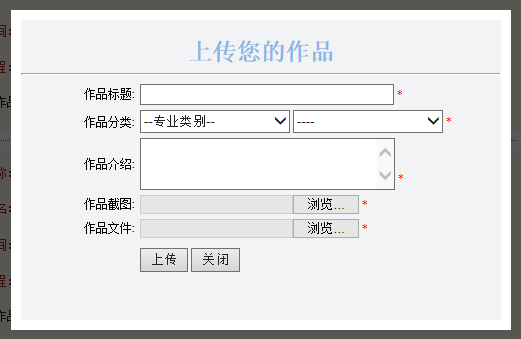 上传您的作品
作品标题: *
作品分类: --专业类别-- ---- *
作品介绍: *
作品截图: 浏览... *
作品文件: 浏览... *
上传 关闭